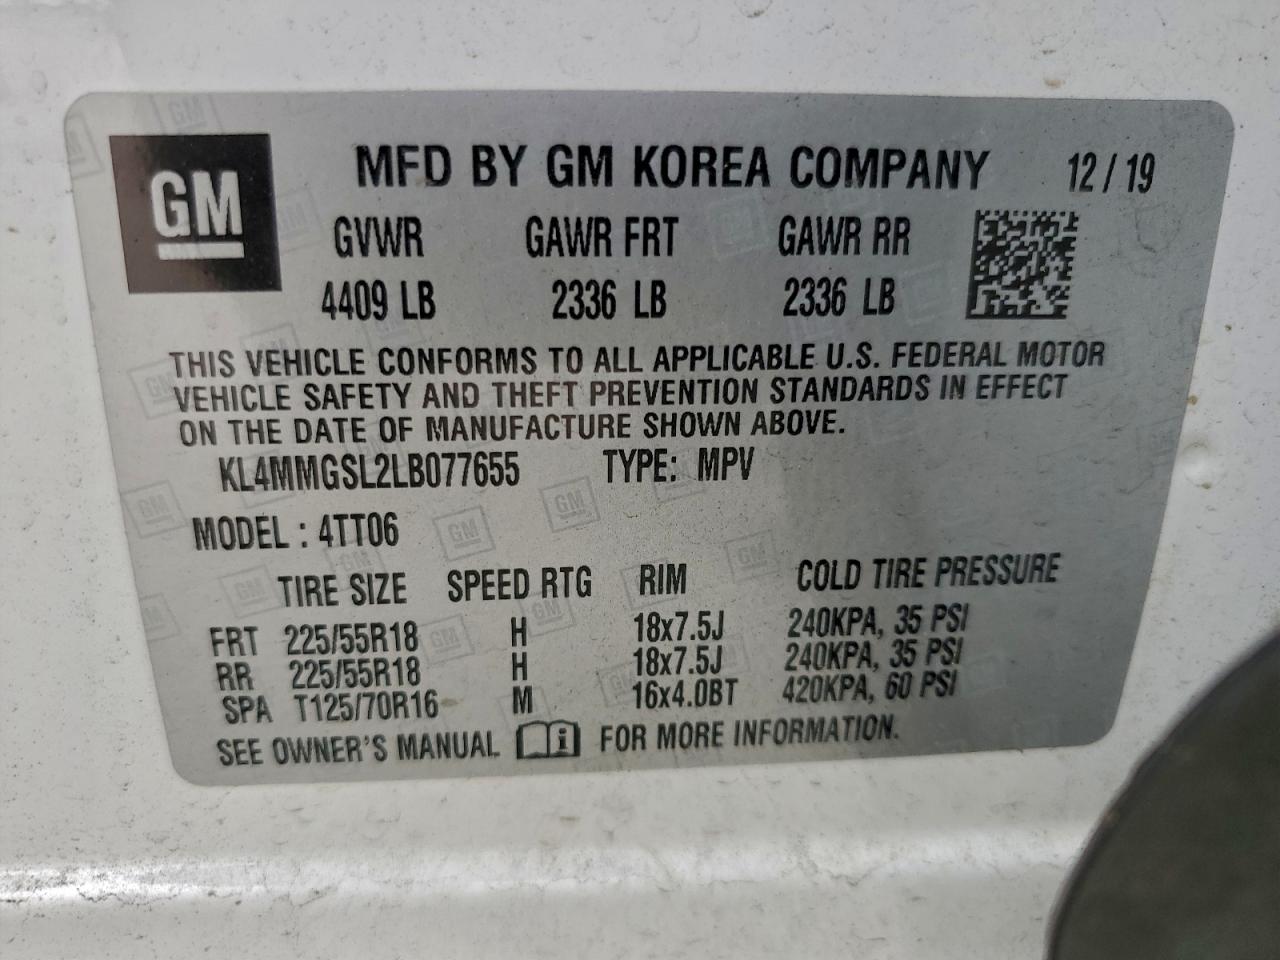 GM
MFD BY GM KOREA COMPANY 12/19
GVWR GAWR FRT GAWR RR
4409 LB 2336 LB 2336 LB
THIS VEHICLE CONFORMS TO ALL APPLICABLE U.S. FEDERAL MOTOR
VEHICLE SAFETY AND THEFT PREVENTION STANDARDS IN EFFECT
ON THE DATE OF MANUFACTURE SHOWN ABOVE.
KL4MMGSL2LB077655 TYPE: MPV
MODEL : 4TT06
TIRE SIZE SPEED RTG RIM COLD TIRE PRESSURE
FRT 225/55R18 H 18x7.5J 240KPA, 35 PSI
RR 225/55R18 H 18x7.5J 240KPA, 35 PSI
SPA T125/70R16 M 16x4.0BT 420KPA, 60 PSI
SEE OWNER'S MANUAL i FOR MORE INFORMATION.